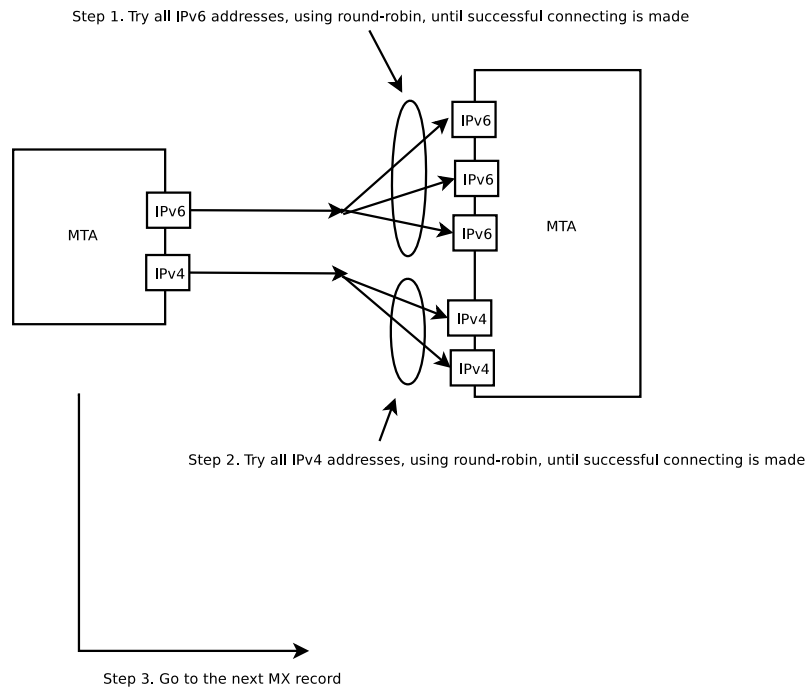 Step 1. Try all IPv6 addresses, using round-robin, until successful connecting is made
IPv6
IPv6
IPv6
MTA
IPv6
IPv4
MTA
IPv4
IPv4
Step 2. Try all IPv4 addresses, using round-robin, until successful connecting is made
Step 3. Go to the next MX record